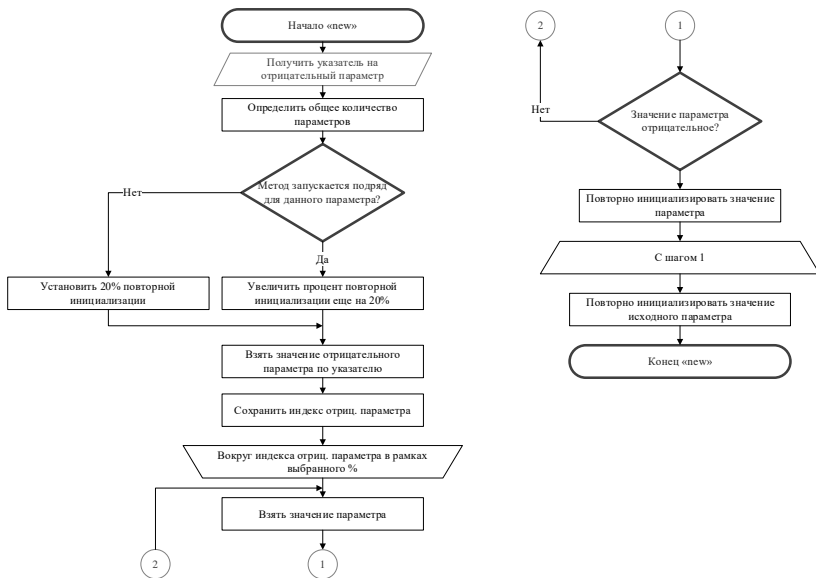 Начало «new»
Получить указатель на
отрицательный параметр
Определить общее количество
параметров
Метод запускается подряд
для данного параметра?
Нет
Да
Установить 20% повторной
инициализации
Увеличить процент повторной
инициализации еще на 20%
Взять значение отрицательного
параметра по указателю
Сохранить индекс отриц. параметра
Вокруг индекса отриц. параметра в рамках
выбранного %
Взять значение параметра
2
1
2
1
Нет
Значение параметра
отрицательное?
Повторно инициализировать значение
параметра
С шагом 1
Повторно инициализировать значение
исходного параметра
Конец «new»